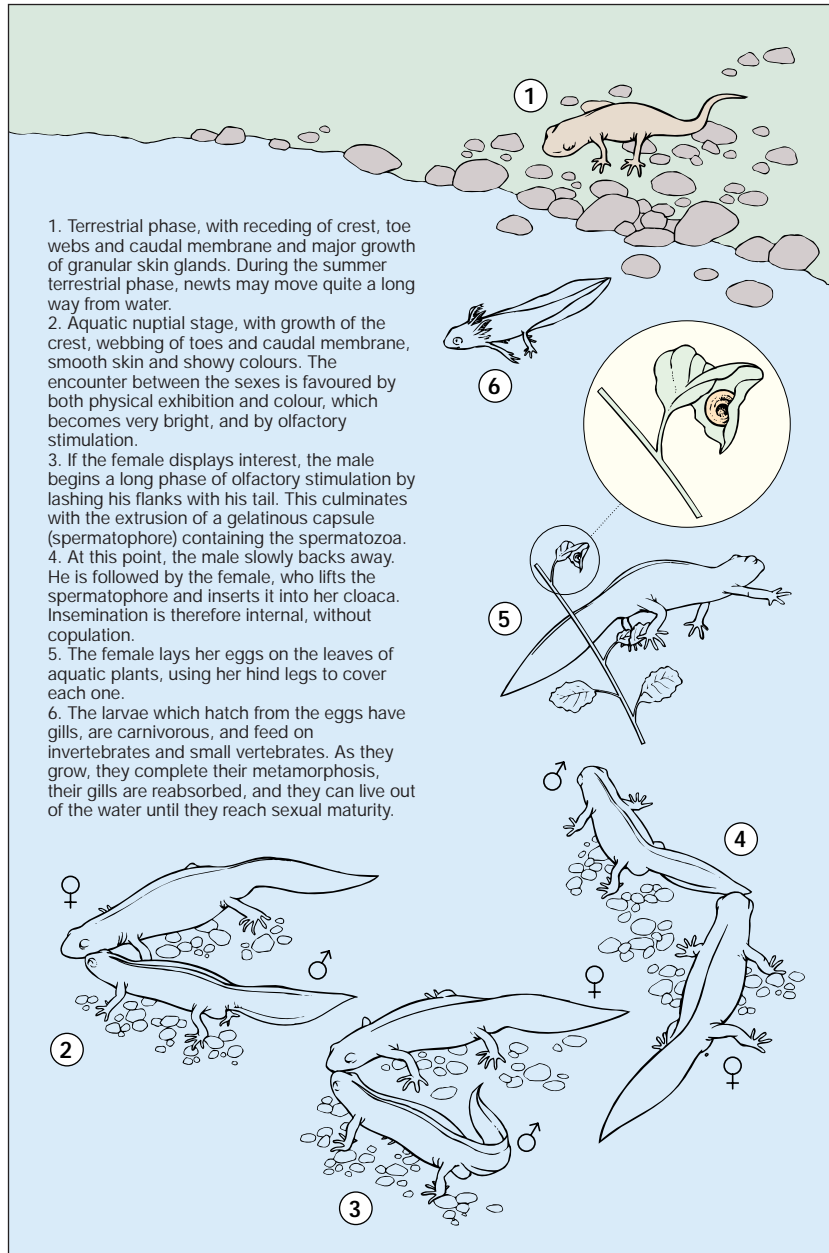 1
1. Terrestrial phase, with receding of crest, toe
webs and caudal membrane and major growth
of granular skin glands. During the summer
terrestrial phase, newts may move quite a long
way from water.
2. Aquatic nuptial stage, with growth of the
crest, webbing of toes and caudal membrane,
smooth skin and showy colours. The
encounter between the sexes is favoured by
both physical exhibition and colour, which
becomes very bright, and by olfactory
stimulation.
3. If the female displays interest, the male
begins a long phase of olfactory stimulation by
lashing his flanks with his tail. This culminates
with the extrusion of a gelatinous capsule
(spermatophore) containing the spermatozoa.
4. At this point, the male slowly backs away.
He is followed by the female, who lifts the
spermatophore and inserts it into her cloaca.
Insemination is therefore internal, without
copulation.
5. The female lays her eggs on the leaves of
aquatic plants, using her hind legs to cover
each one.
6. The larvae which hatch from the eggs have
gills, are carnivorous, and feed on
invertebrates and small vertebrates. As they
grow, they complete their metamorphosis,
their gills are reabsorbed, and they can live out
of the water until they reach sexual maturity.
6
5
♂
4
♀
♂
2
♀
♀
♂
3